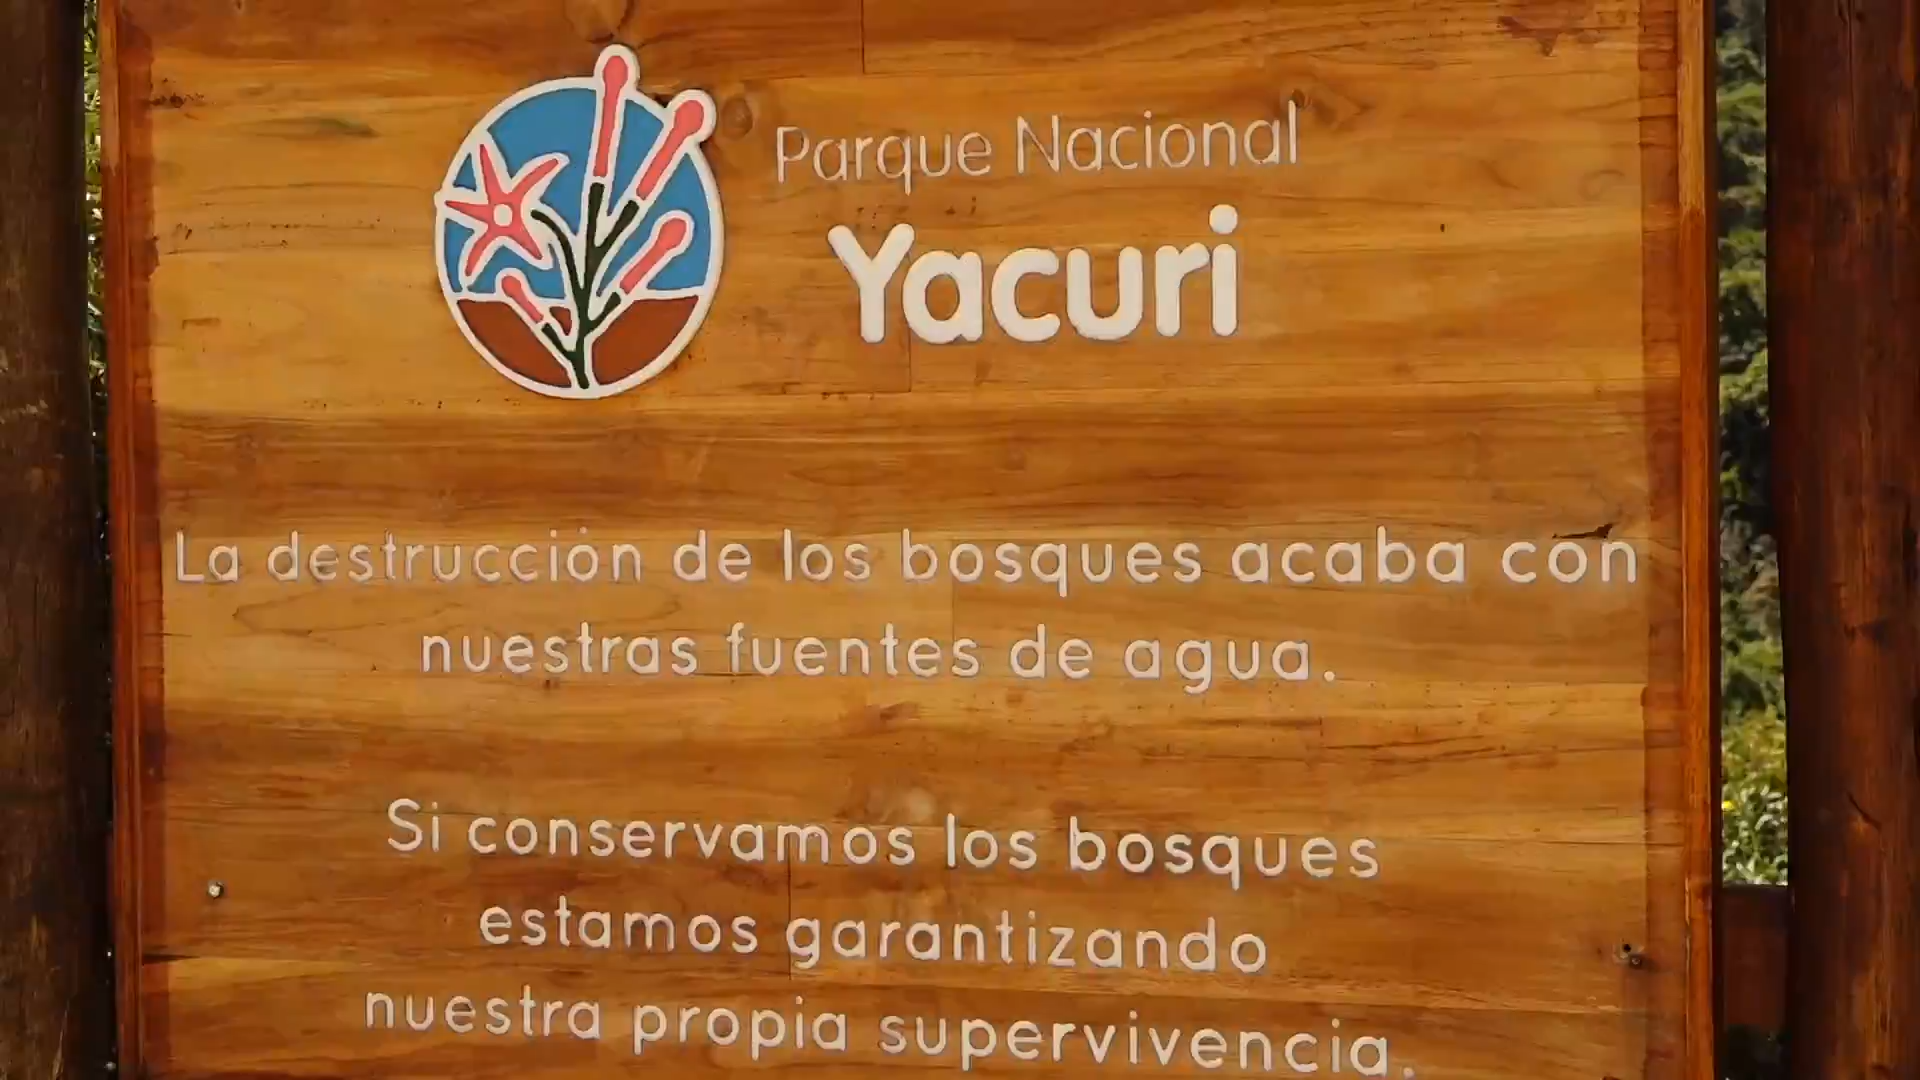 Parque Nacional
Yacuri
La destrucción de los bosques acaba con
nuestras fuentes de agua.
Si conservamos los bosques
estamos garantizando
nuestra propia supervivencia.